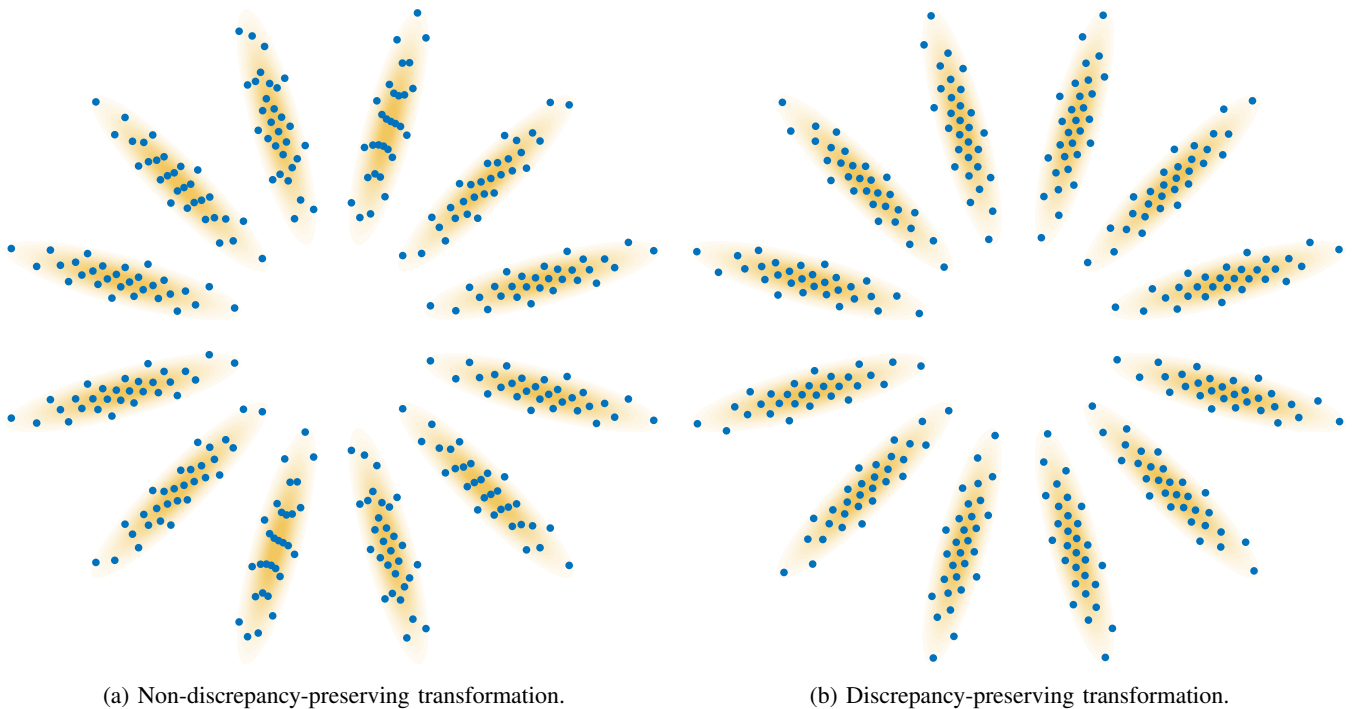 (a) Non-discrepancy-preserving transformation.
(b) Discrepancy-preserving transformation.